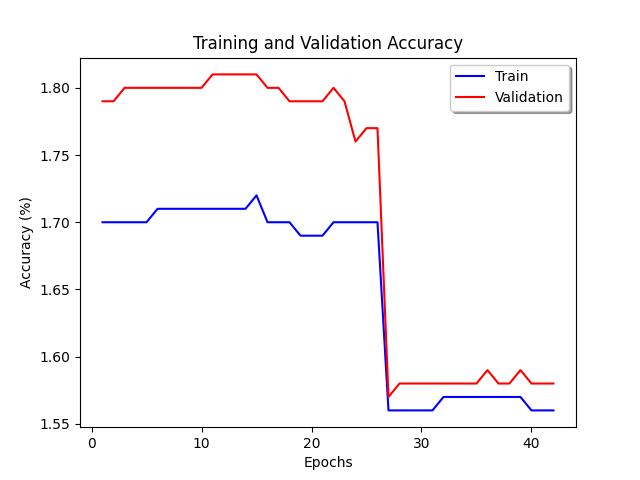 Training and Validation Accuracy
Train
Validation
1.80
1.75
1.70
1.65
1.60
1.55
Accuracy (%)
0
10
20
30
40
Epochs